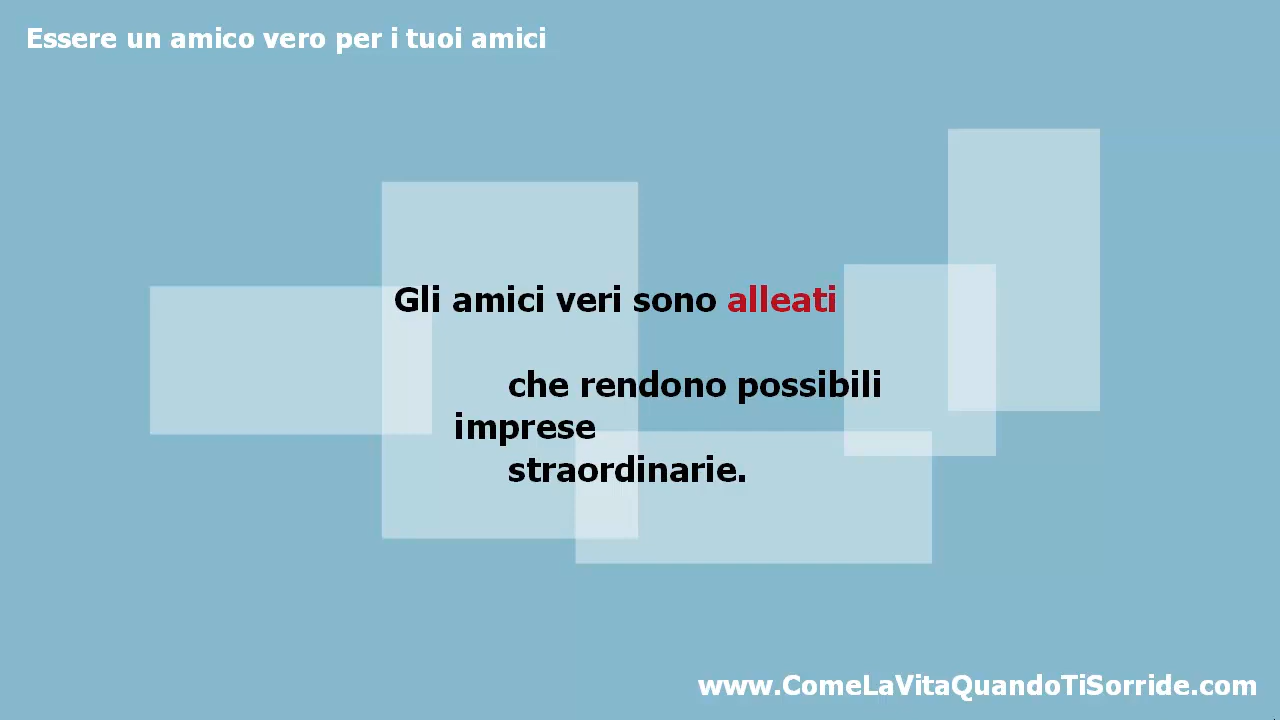 Essere un amico vero per i tuoi amici
Gli amici veri sono alleati
che rendono possibili
imprese
straordinarie.
www.ComeLaVitaQuandoTiSorride.com